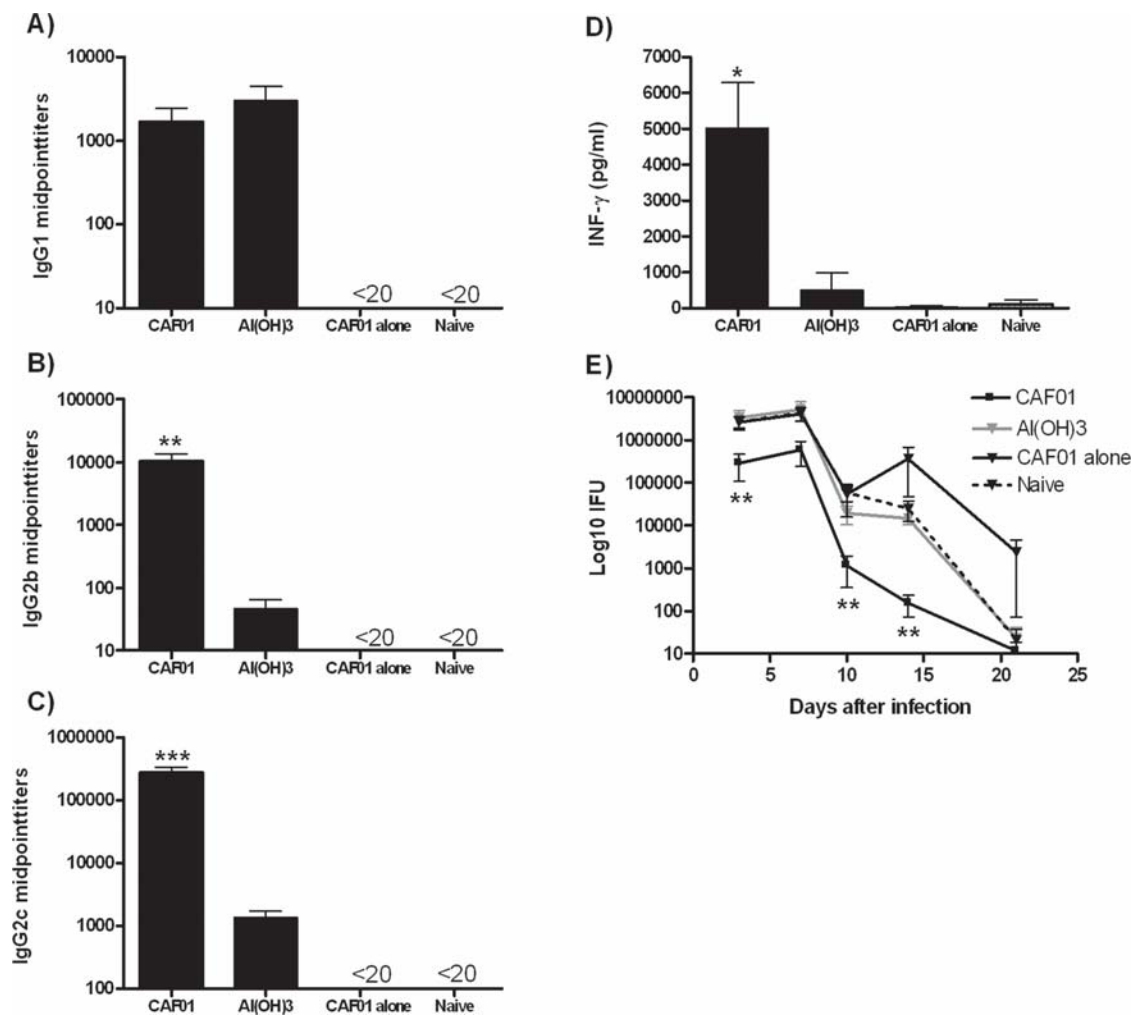 A)
IgG1 midpointtiters
10000
1000
100
10
<20
<20
CAF01
Al(OH)3
CAF01 alone
Naive
B)
IgG2b midpointtiters
100000
10000
1000
100
10
**
<20
<20
CAF01
Al(OH)3
CAF01 alone
Naive
C)
IgG2c midpointtiters
1000000
100000
10000
1000
100
***
<20
<20
CAF01
Al(OH)3
CAF01 alone
Naive
D)
INF-γ (pg/ml)
7000
6000
5000
4000
3000
2000
1000
0
*
CAF01
Al(OH)3
CAF01 alone
Naive
E)
Log10 IFU
10000000
1000000
100000
10000
1000
100
10
CAF01
Al(OH)3
CAF01 alone
Naive
**
**
**
0
5
10
15
20
25
Days after infection